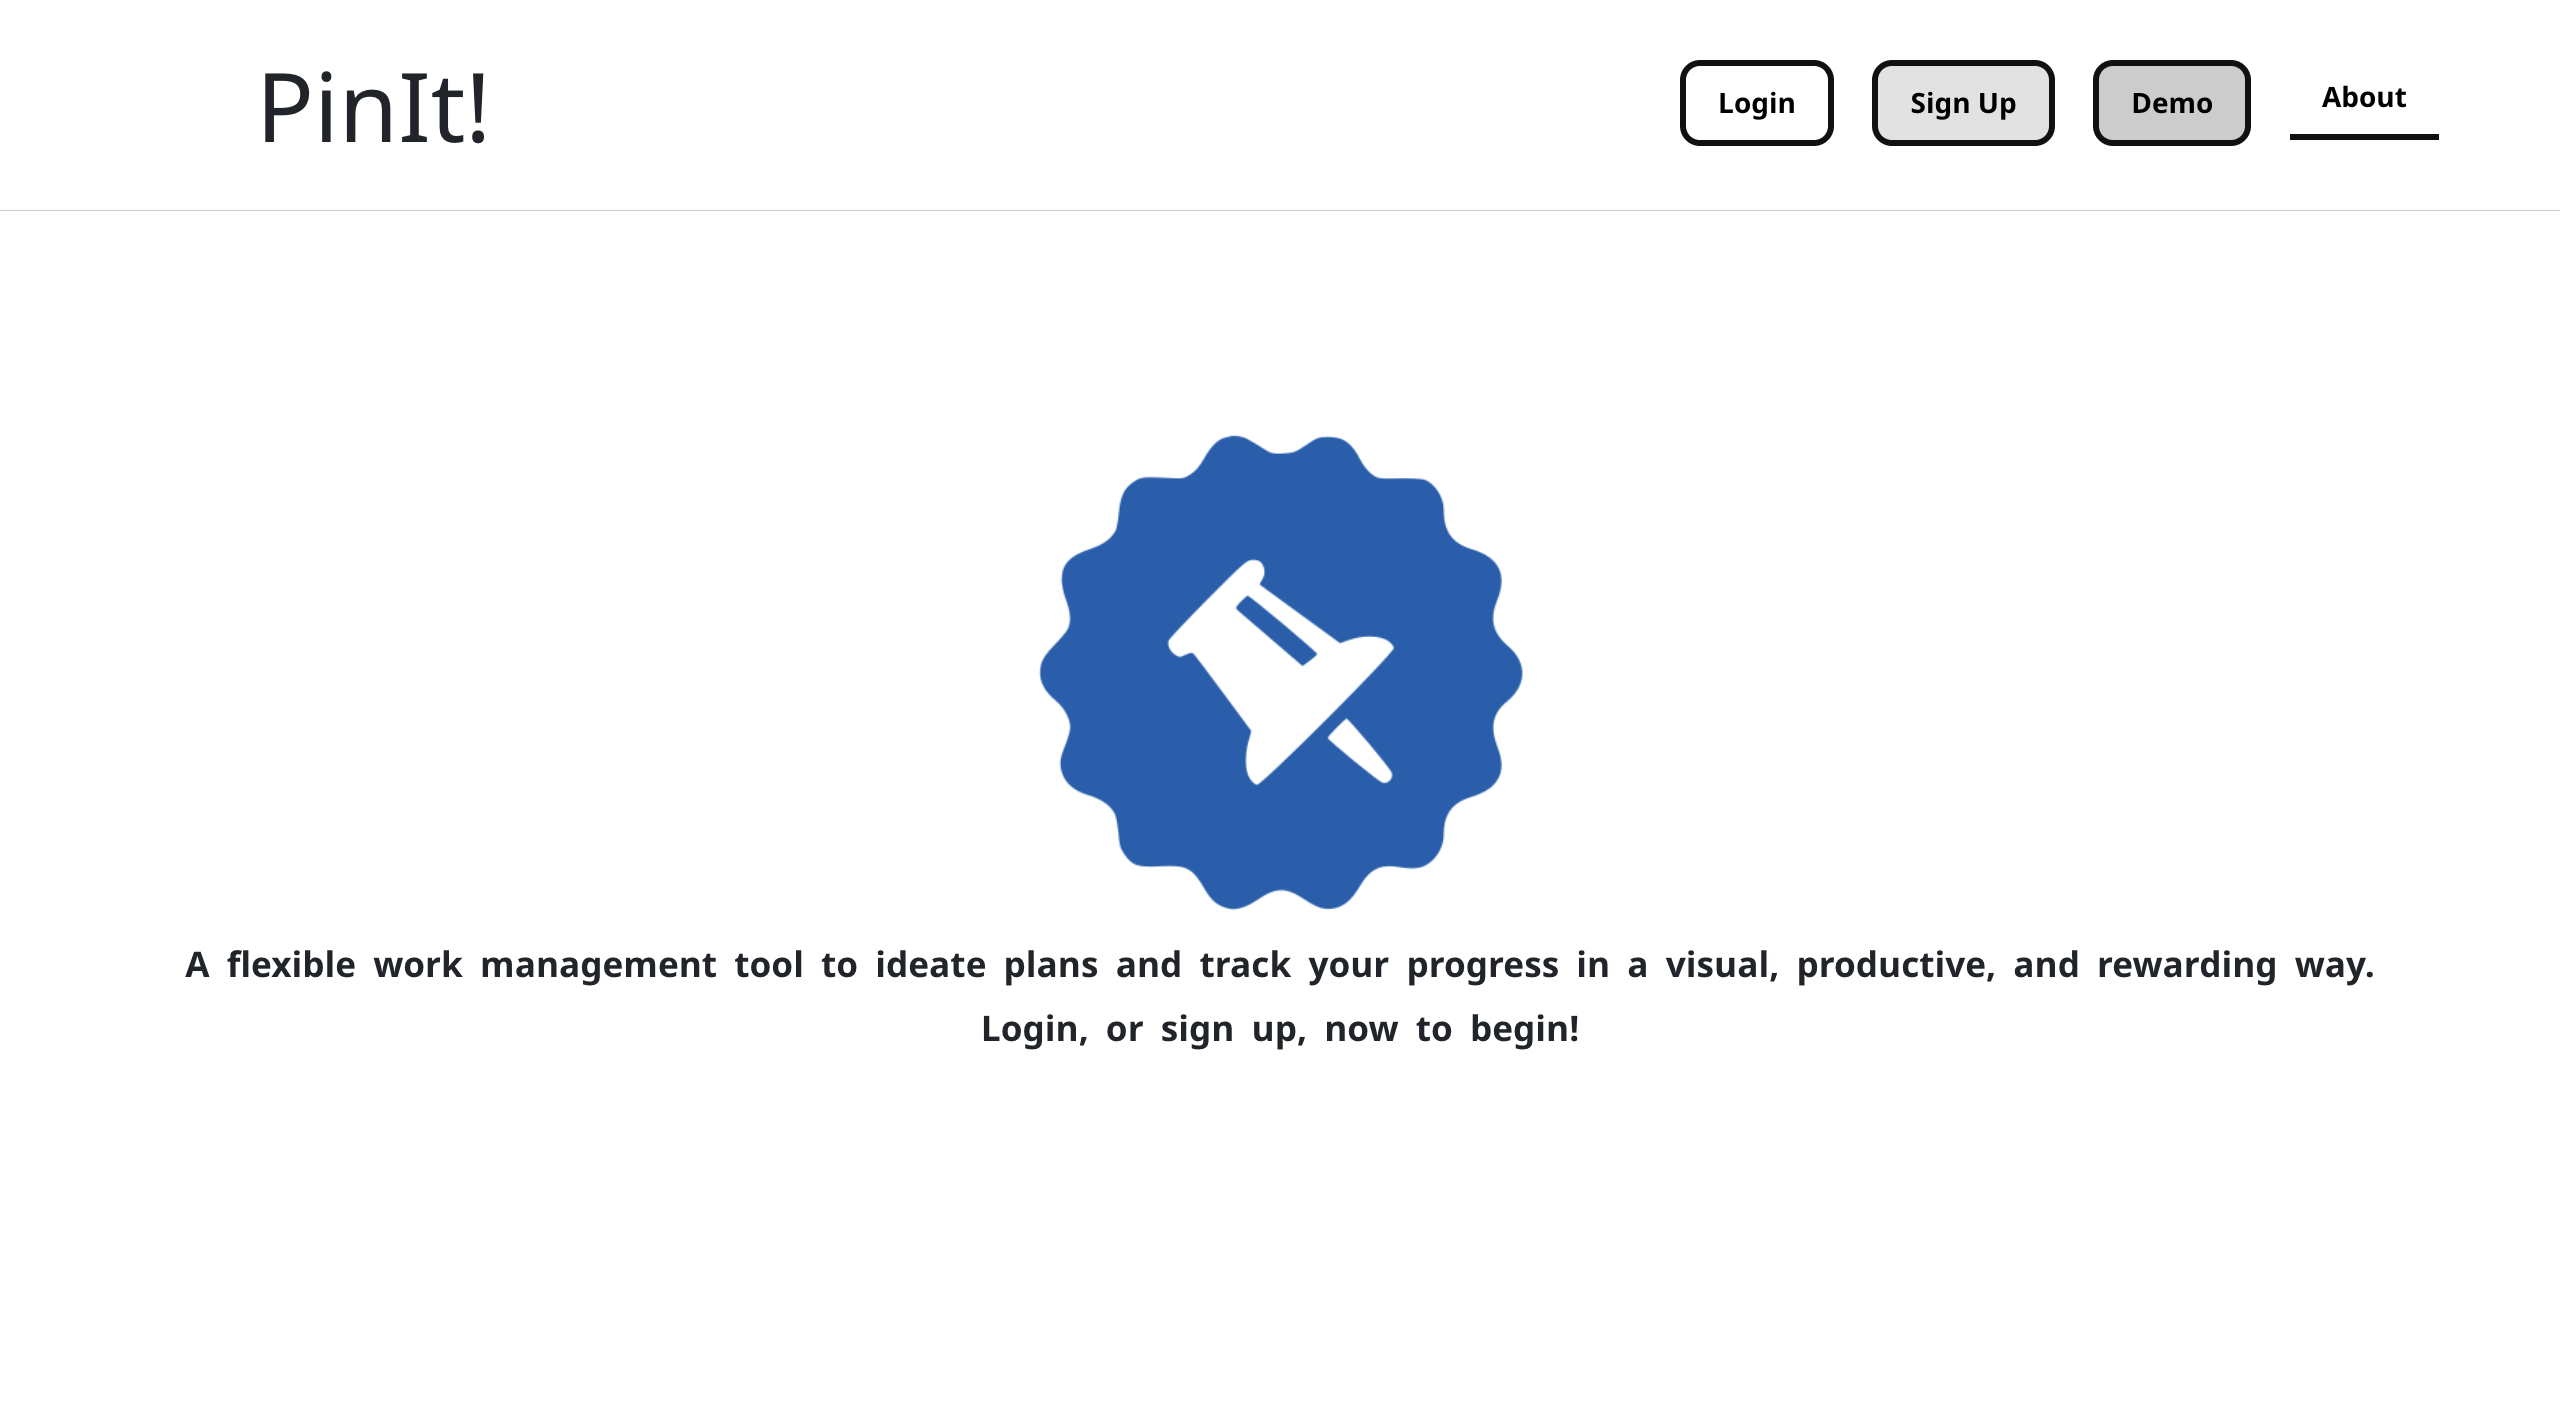 PinIt!
Login
Sign Up
Demo
About
A flexible work management tool to ideate plans and track your progress in a visual, productive, and rewarding way.
Login, or sign up, now to begin!